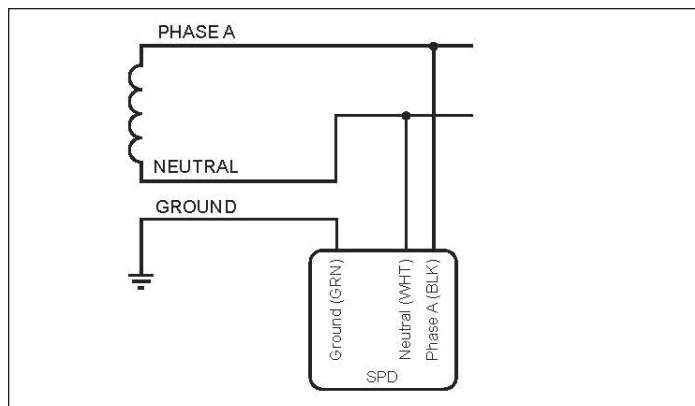 PHASE A
NEUTRAL
GROUND
Ground (GRN)
Neutral (WHT)
Phase A (BLK)
SPD